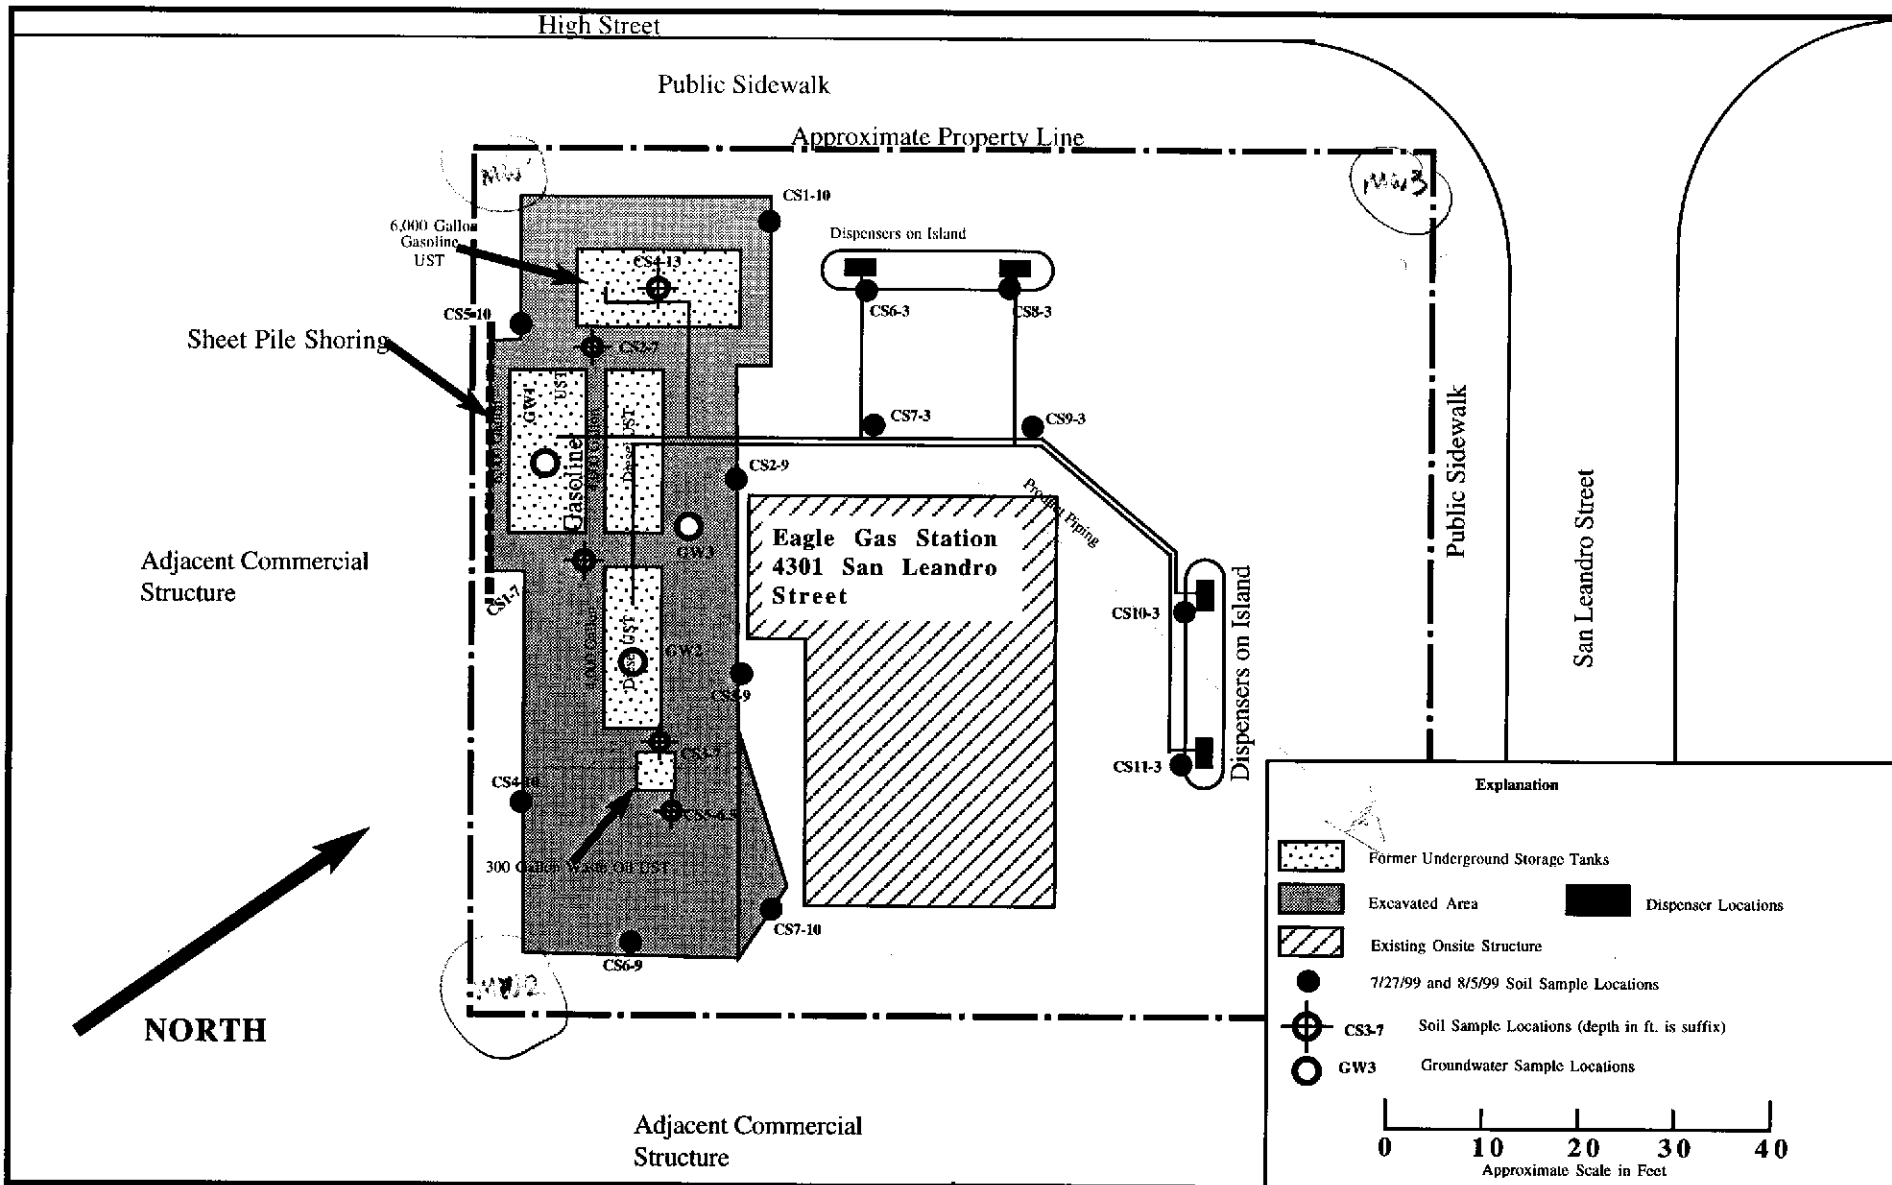 High Street
Public Sidewalk
Approximate Property Line
MW3
CS1-10
6,000 Gallon
Gasoline
UST
Dispensers on Island
CS4-13
CS5-10
CS6-3
CS8-3
Sheet Pile Shoring
CS2-7
UST
GW1
Gasoline
Diesel UST
CS7-3
CS9-3
CS2-9
Product Piping
Public Sidewalk
San Leandro Street
GW3
Eagle Gas Station
4301 San Leandro
Street
Adjacent Commercial
Structure
CS1-7
CS10-3
Dispensers on Island
4,000 Gallon
Diesel UST
GW2
CS3-7
CS11-3
CS4-10
CS5-6.5
300 Gallon Waste Oil UST
CS7-10
CS6-9
MW2
NORTH
Adjacent Commercial
Structure
Explanation
Former Underground Storage Tanks
Excavated Area
Dispenser Locations
Existing Onsite Structure
7/27/99 and 8/5/99 Soil Sample Locations
CS3-7 Soil Sample Locations (depth in ft. is suffix)
GW3 Groundwater Sample Locations
0 10 20 30 40
Approximate Scale in Feet